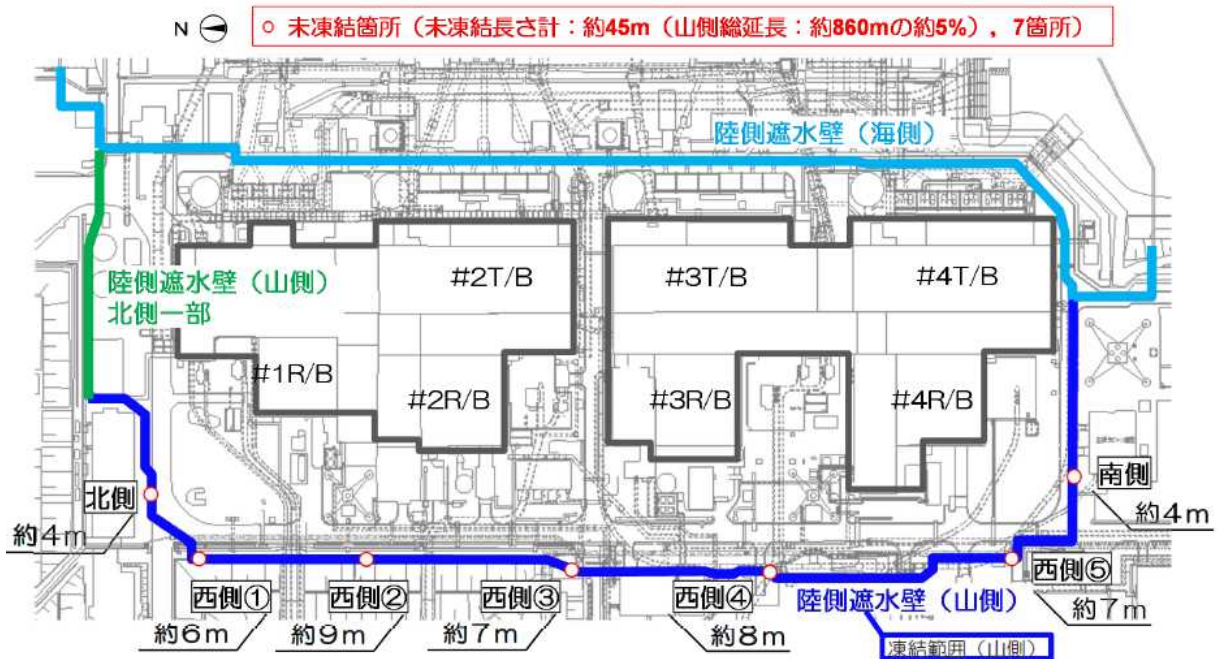 N
未凍結箇所（未凍結長さ計：約45m（山側総延長：約860mの約5%），7箇所）
陸側遮水壁（海側）
陸側遮水壁（山側）
北側一部
#2T/B
#3T/B
#4T/B
#1R/B
#2R/B
#3R/B
#4R/B
北側
約4m
南側
約4m
西側①
約6m
西側②
約9m
西側③
約7m
西側④
約8m
西側⑤
約7m
陸側遮水壁（山側）
凍結範囲（山側）